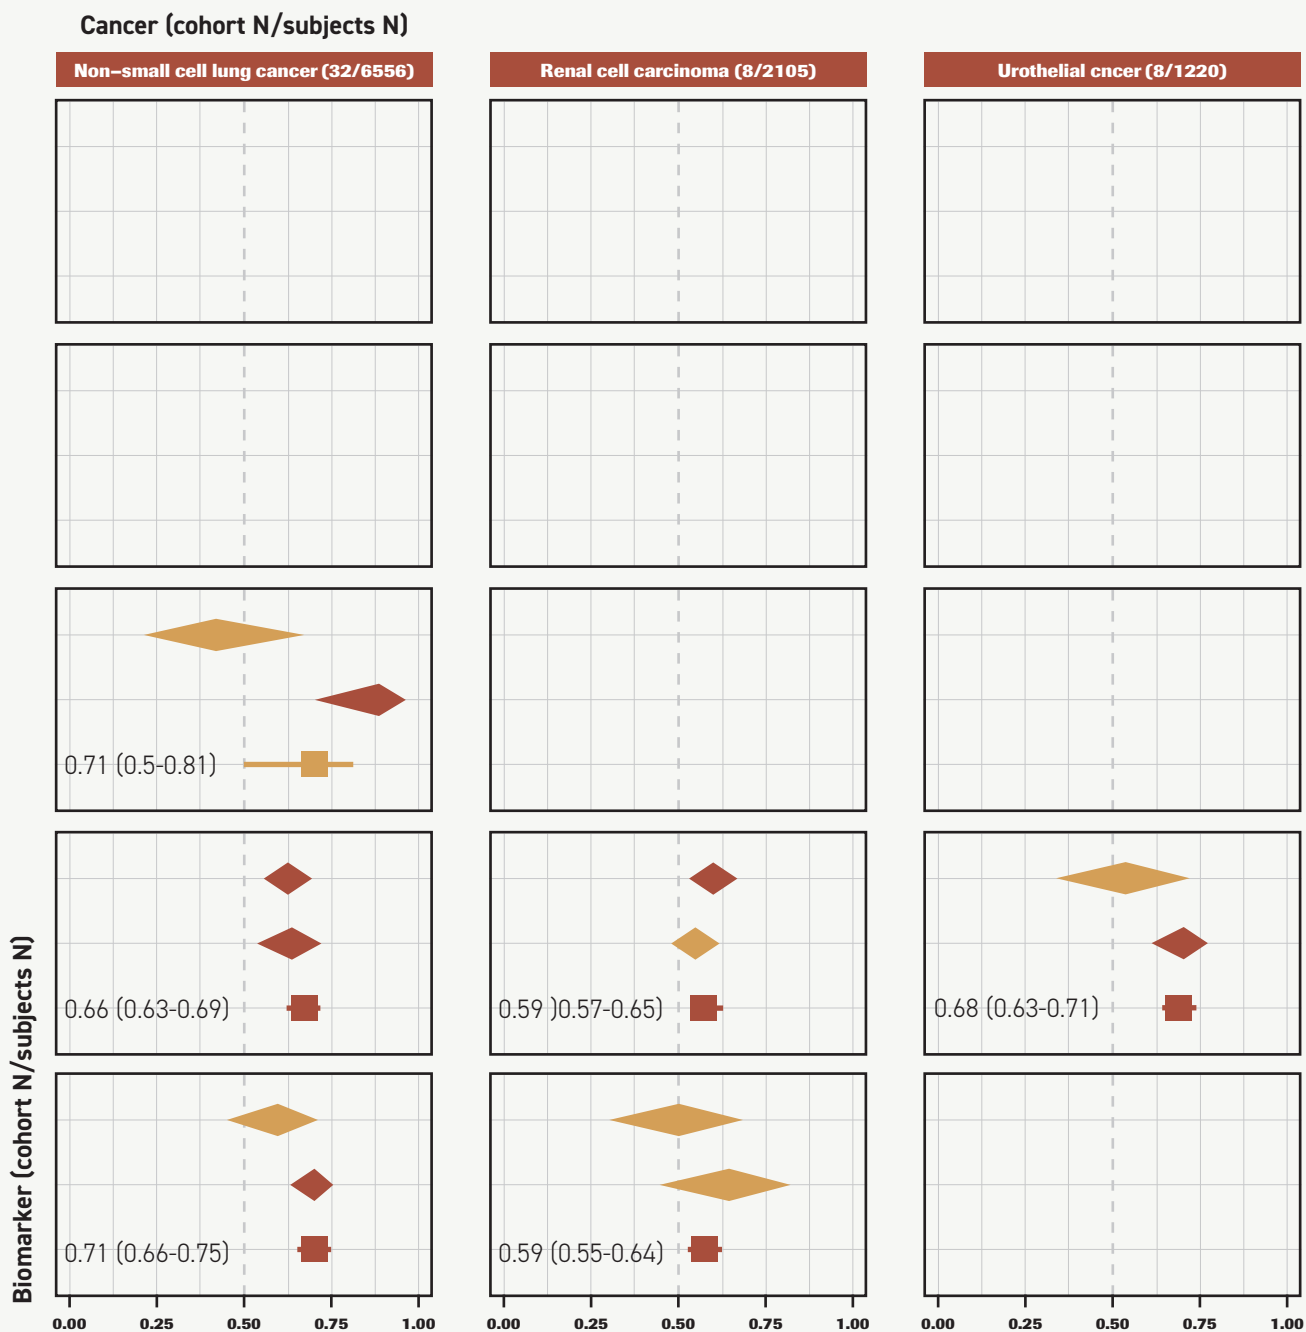 Cancer (cohort N/subjects N)
Non–small cell lung cancer (32/6556)
Renal cell carcinoma (8/2105)
Urothelial cncer (8/1220)
0.71 (0.5-0.81)
0.66 (0.63-0.69)
0.59 )0.57-0.65)
0.68 (0.63-0.71)
0.71 (0.66-0.75)
0.59 (0.55-0.64)
Biomarker (cohort N/subjects N)
0.00 0.25 0.50 0.75 1.00
0.00 0.25 0.50 0.75 1.00
0.00 0.25 0.50 0.75 1.00